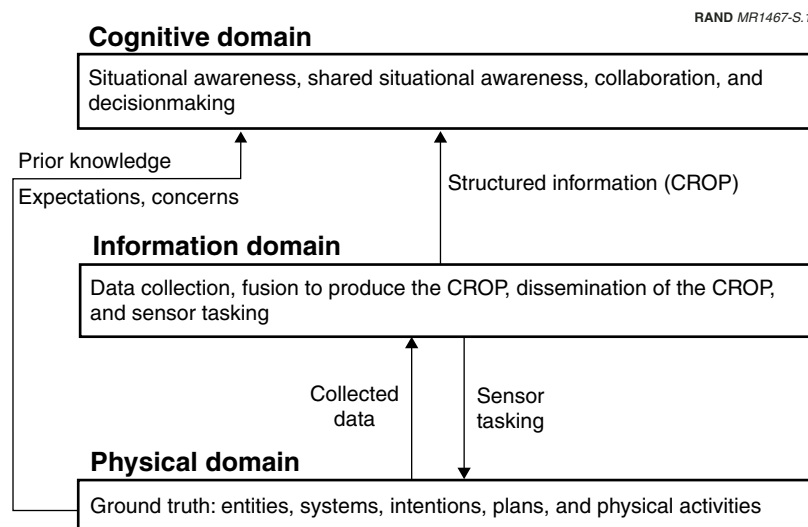 RAND MR1467-S.1
Cognitive domain
Situational awareness, shared situational awareness, collaboration, and
decisionmaking
Prior knowledge
Expectations, concerns
Structured information (CROP)
Information domain
Data collection, fusion to produce the CROP, dissemination of the CROP,
and sensor tasking
Collected
data
Sensor
tasking
Physical domain
Ground truth: entities, systems, intentions, plans, and physical activities